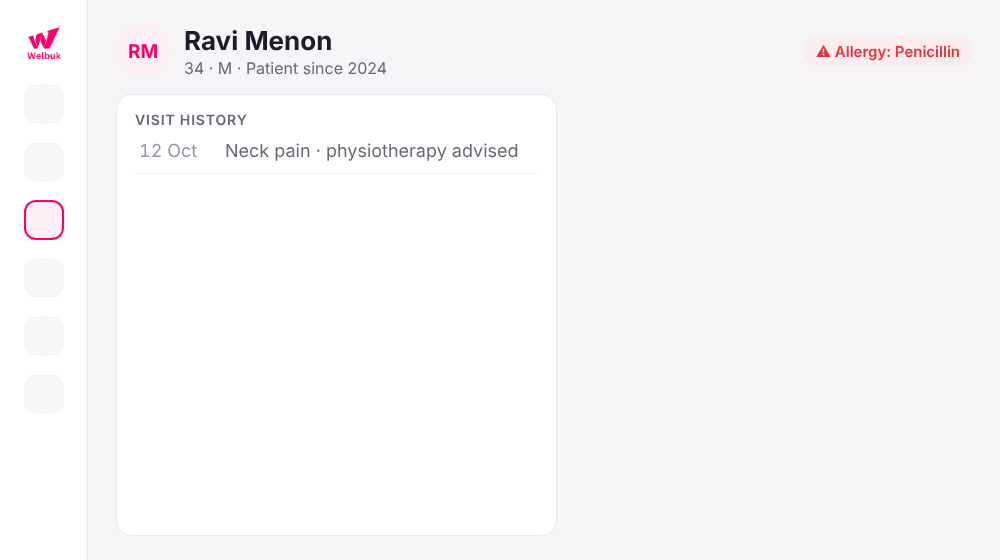 Welbuk
RM
Ravi Menon
34 · M · Patient since 2024
⚠ Allergy: Penicillin
VISIT HISTORY
12 Oct Neck pain · physiotherapy advised